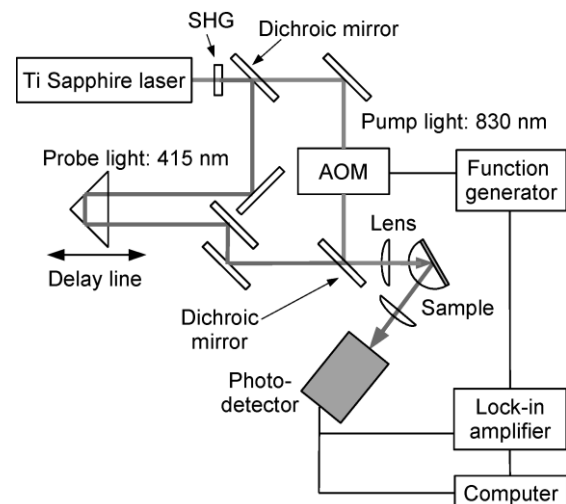 SHG
Dichroic mirror
Ti Sapphire laser
Pump light: 830 nm
Probe light: 415 nm
AOM
Function
generator
Lens
Delay line
Sample
Dichroic
mirror
Photo-
detector
Lock-in
amplifier
Computer